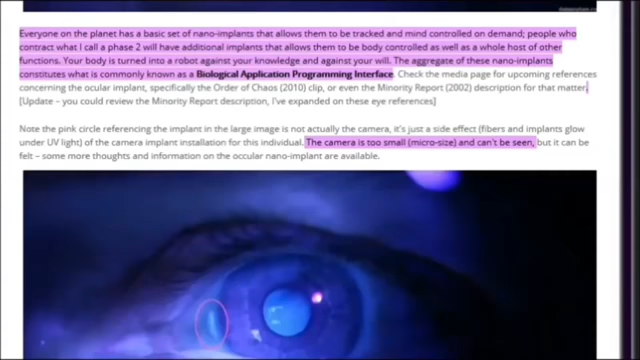 Everyone on the planet has a basic set of nano-implants that allows them to be tracked and mind controlled on demand; people who
contract what I call a phase 2 will have additional implants that allows them to be body controlled as well as a whole host of other
functions. Your body is turned into a robot against your knowledge and against your will. The aggregate of these nano-implants
constitutes what is commonly known as a Biological Application Programming Interface. Check the media page for upcoming references
concerning the ocular implant, specifically the Order of Chaos (2010) clip, or even the Minority Report (2002) description for that matter.
[Update – you could review the Minority Report description, I've expanded on these eye references]
Note the pink circle referencing the implant in the large image is not actually the camera, it's just a side effect (fibers and implants glow
under UV light) of the camera implant installation for this individual. The camera is too small (micro-size) and can't be seen, but it can be
felt – some more thoughts and information on the occular nano-implant are available.